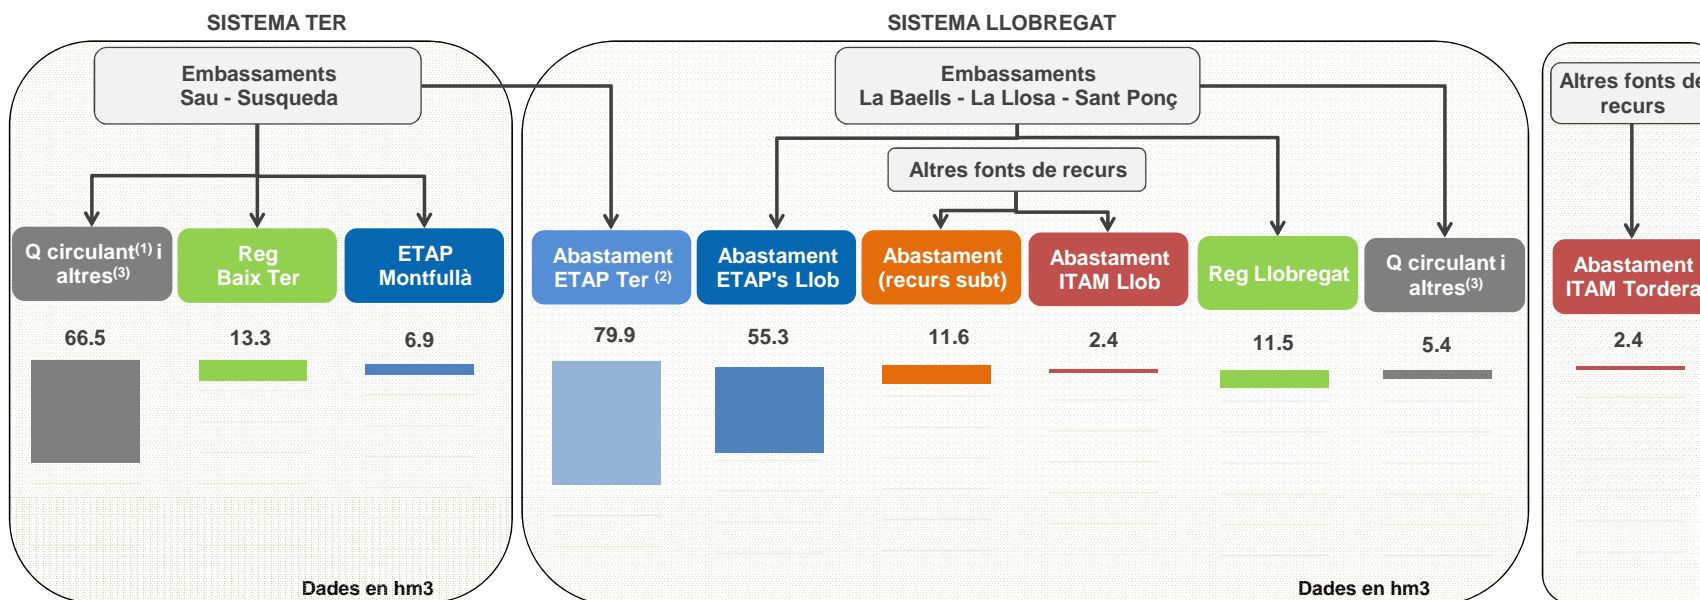 SISTEMA TER
SISTEMA LLOBREGAT
Embassaments
Sau - Susqueda
Embassaments
La Baells - La Llosa - Sant Ponç
Altres fonts de
recurs
Altres fonts de recurs
Q circulant(1) i
altres(3)
Reg
Baix Ter
ETAP
Montfullà
Abastament
ETAP Ter (2)
Abastament
ETAP's Llob
Abastament
(recurs subt)
Abastament
ITAM Llob
Reg Llobregat
Q circulant i
altres(3)
Abastament
ITAM Tordera
66.5
13.3
6.9
79.9
55.3
11.6
2.4
11.5
5.4
2.4
Dades en hm3
Dades en hm3